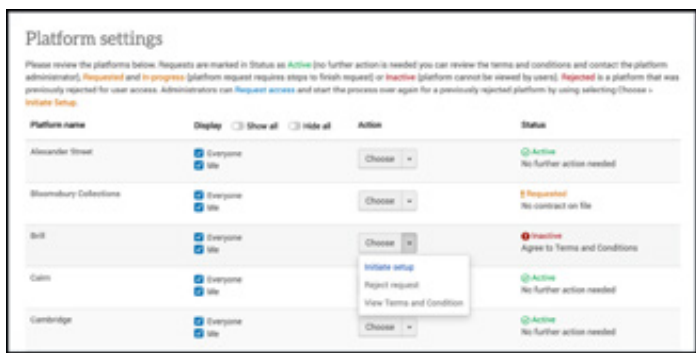 Platform settings
Please review the platforms below. Requests are marked in Status as Active (no further action is needed you can review the terms and conditions and contact the platform
administrator), Requested and In-progress (platfrom request requires steps to finish request) or Inactive (platform cannot be viewed by users). Rejected is a platform that was
previously rejected for user access. Administrators can Request access and start the process over again for a previously rejected platform by using selecting Choose >
Initiate Setup.
Platform name Display Show all Hide all Action Status
Alexander Street Everyone Choose Active
Me No further action needed
Bloomsbury Collections Everyone Choose Requested
Me No contract on file
Brill Everyone Choose Inactive
Me Agree to Terms and Conditions
Initiate setup
Cairn Everyone Reject request Active
Me View Terms and Condition No further action needed
Cambridge Everyone Choose Active
Me No further action needed